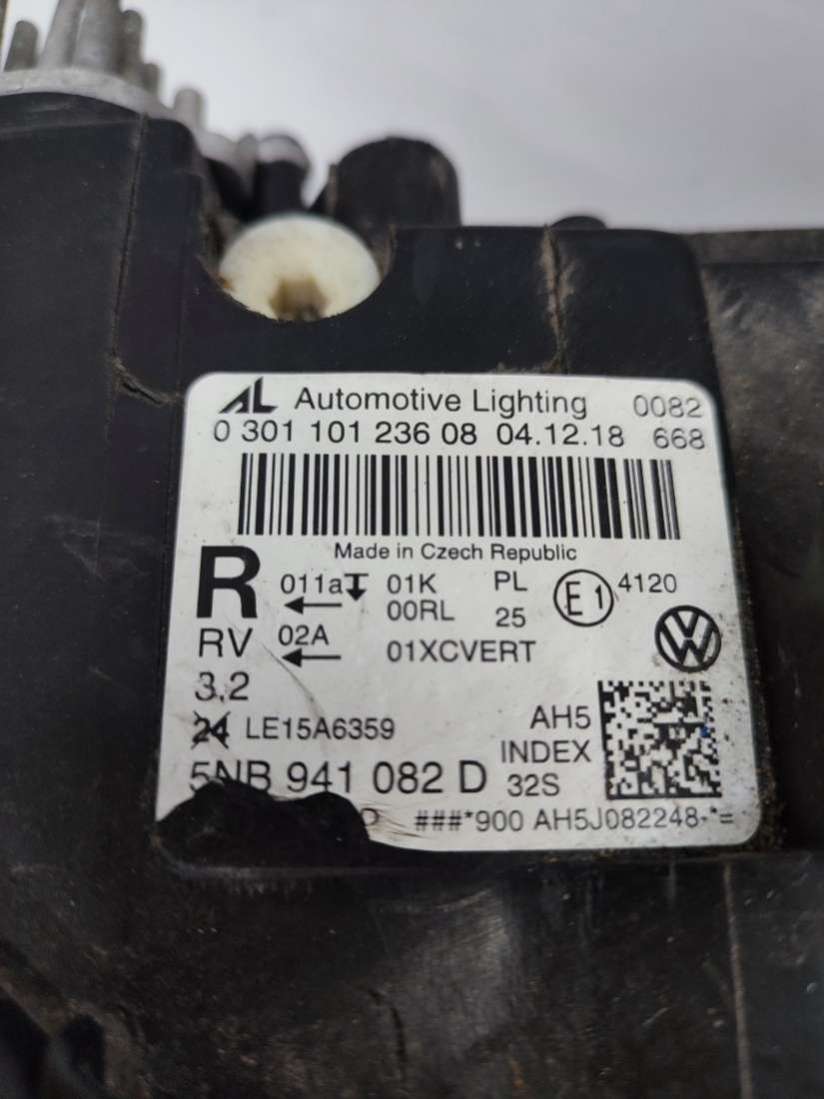 AL Automotive Lighting 0082
0 301 101 236 08 04.12.18 668
Made in Czech Republic
R 011a 01K PL E1 4120
00RL 25
RV 02A 01XCVERT
3.2
24 LE15A6359 AH5
INDEX
5NB 941 082 D 32S
###*900 AH5J082248-*=